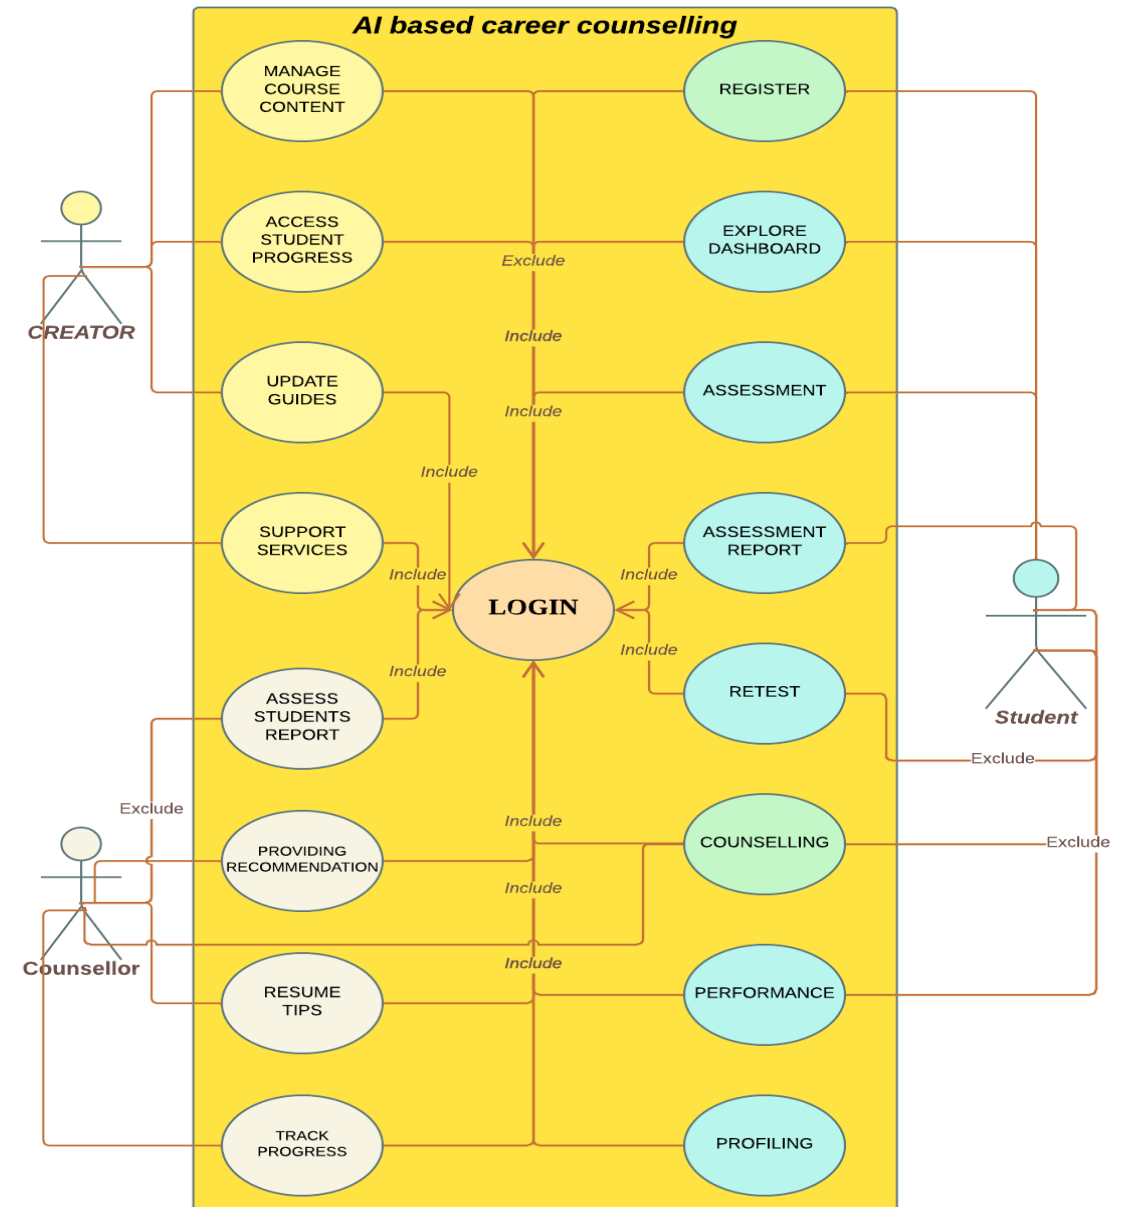 AI based career counselling
MANAGE
COURSE
CONTENT
REGISTER
ACCESS
STUDENT
PROGRESS
EXPLORE
DASHBOARD
Exclude
Include
CREATOR
UPDATE
GUIDES
ASSESSMENT
Include
Include
SUPPORT
SERVICES
ASSESSMENT
REPORT
Include
Include
LOGIN
Include
Include
ASSESS
STUDENTS
REPORT
RETEST
Student
Exclude
Exclude
Include
COUNSELLING
Exclude
PROVIDING
RECOMMENDATION
Include
Counsellor
Include
RESUME
TIPS
PERFORMANCE
TRACK
PROGRESS
PROFILING